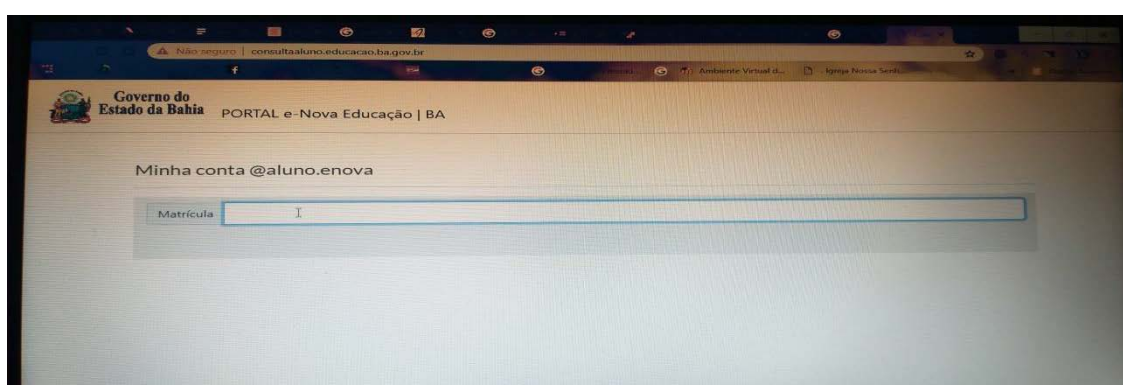 Não seguro | consultaaluno.educacao.ba.gov.br
Ambiente Virtual d... Igreja Nossa Senh...
Governo do
Estado da Bahia
PORTAL e-Nova Educação | BA
Minha conta @aluno.enova
Matrícula